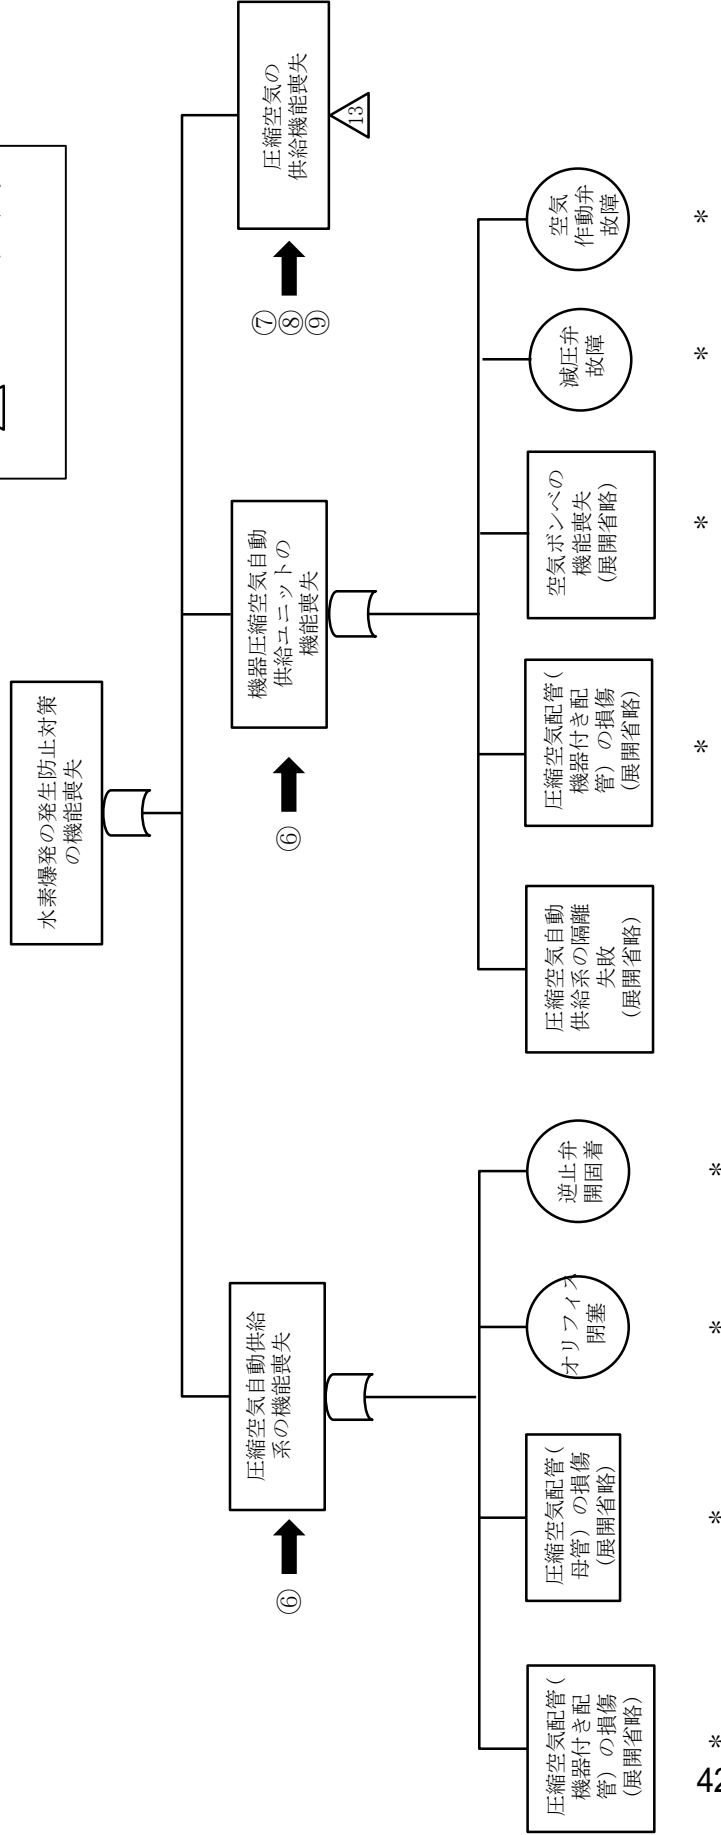 水素爆発の発生防止対策
の機能喪失
⑥
圧縮空気自動供給
系の機能喪失
⑥
機器圧縮空気自動
供給ユニットの
機能喪失
⑦
⑧
⑨
圧縮空気の
供給機能喪失
13
圧縮空気配管(
機器付き配
管）の損傷
(展開省略)
圧縮空気配管(
母管）の損傷
(展開省略)
オリフィス
閉塞
逆止弁
開固着
圧縮空気自動
供給系の隔離
失敗
(展開省略)
圧縮空気配管(
機器付き配
管）の損傷
(展開省略)
空気ボンベの
機能喪失
(展開省略)
減圧弁
故障
空気
作動弁
故障
*
*
*
*
*
*
*
*
42